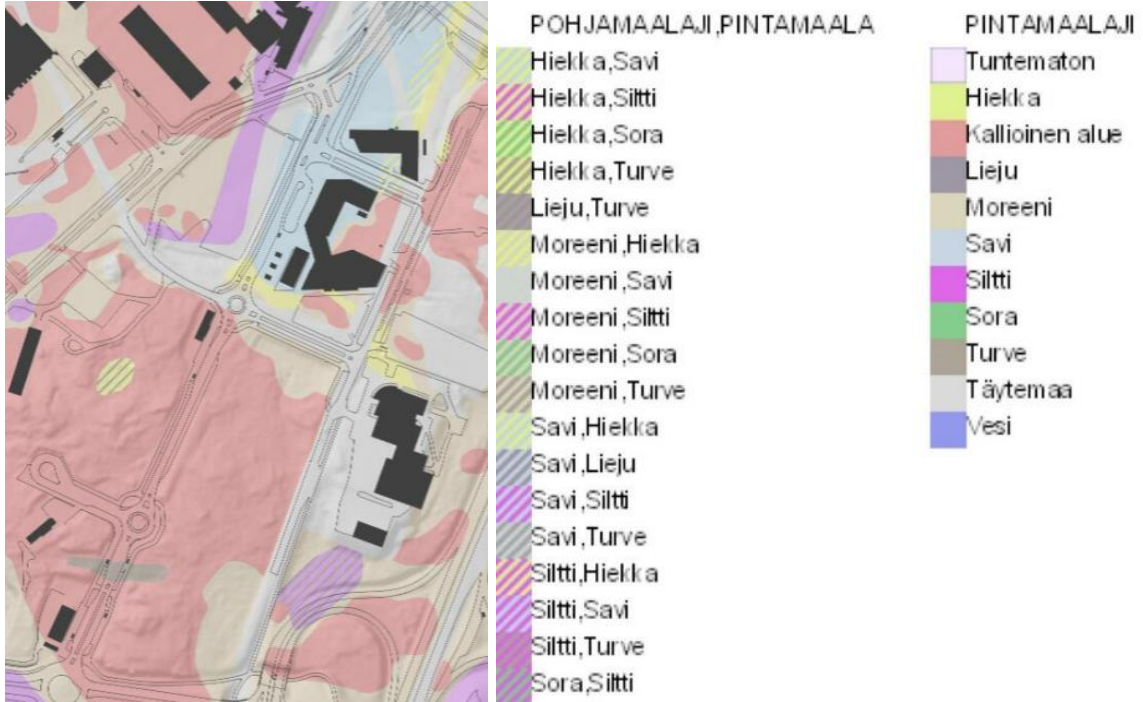 POHJAMAALAJI,PINTAMAALA
Hiekka,Savi
Hiekka,Siltti
Hiekka,Sora
Hiekka,Turve
Lieju,Turve
Moreeni,Hiekka
Moreeni,Savi
Moreeni,Siltti
Moreeni,Sora
Moreeni,Turve
Savi,Hiekka
Savi,Lieju
Savi,Siltti
Savi,Turve
Siltti,Hiekka
Siltti,Savi
Siltti,Turve
Sora,Siltti
PINTAMAALAJI
Tuntematon
Hiekka
Kallioinen alue
Lieju
Moreeni
Savi
Siltti
Sora
Turve
Täytemaa
Vesi